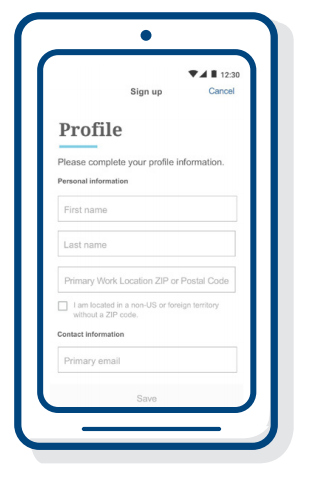 12:30
Sign up Cancel
Profile
Please complete your profile information.
Personal information
First name
Last name
Primary Work Location ZIP or Postal Code
I am located in a non-US or foreign territory
without a ZIP code.
Contact information
Primary email
Save